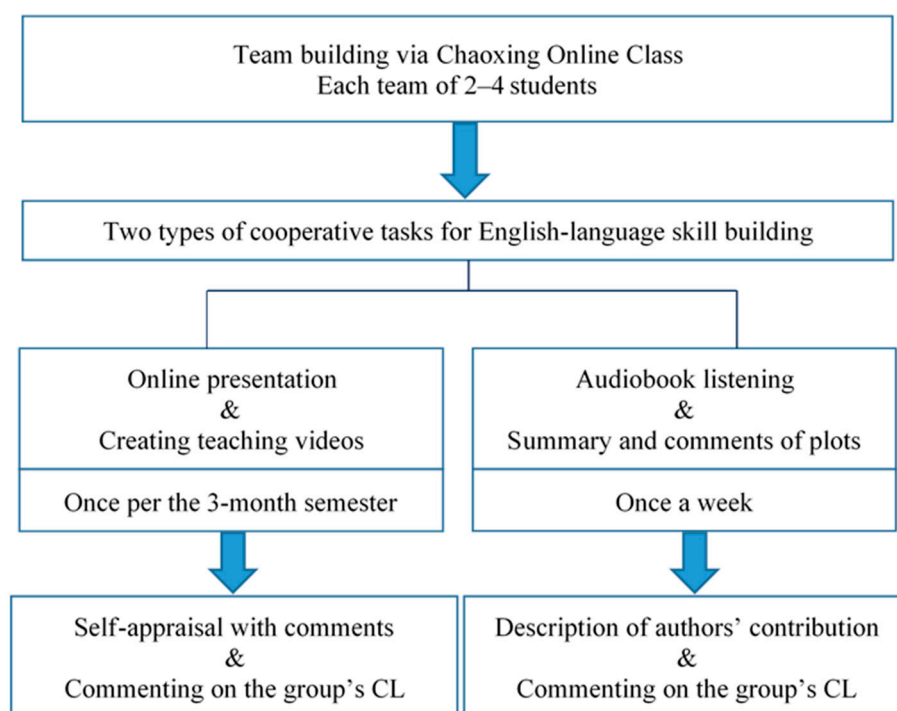 Team building via Chaoxing Online Class
Each team of 2–4 students
Two types of cooperative tasks for English-language skill building
Online presentation
&
Creating teaching videos
Once per the 3-month semester
Self-appraisal with comments
&
Commenting on the group's CL
Audiobook listening
&
Summary and comments of plots
Once a week
Description of authors' contribution
&
Commenting on the group's CL